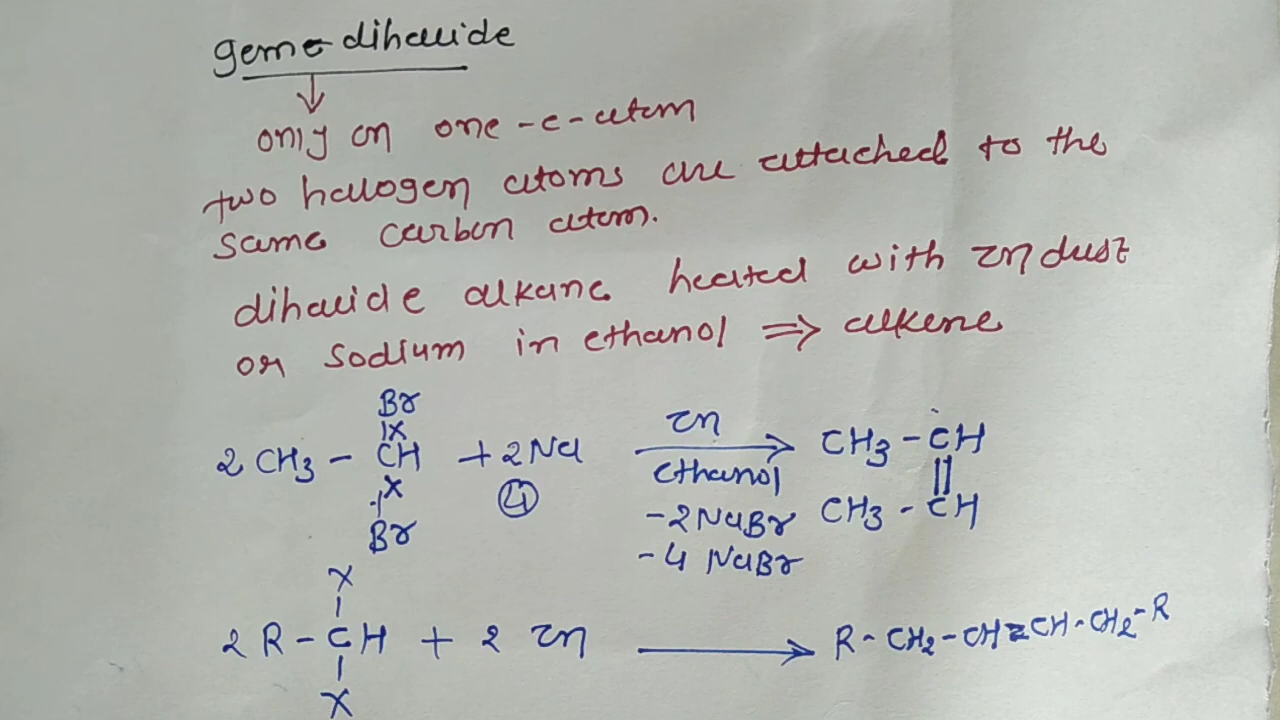 geme-dihalide
only on one-c-atom
two halogen atoms are attached to the
same carbon atom.
dihalide alkane heated with zn dust
or sodium in ethanol ⇒ alkene
Br
|x
2 CH3 - CH + 2Na zn → CH3 - CH
x ④ ethanol ||
Br -2NaBr CH3 - CH
-4 NaBr
X
|
2 R - CH + 2 zn → R - CH2 - CH = CH - CH2 - R
|
X